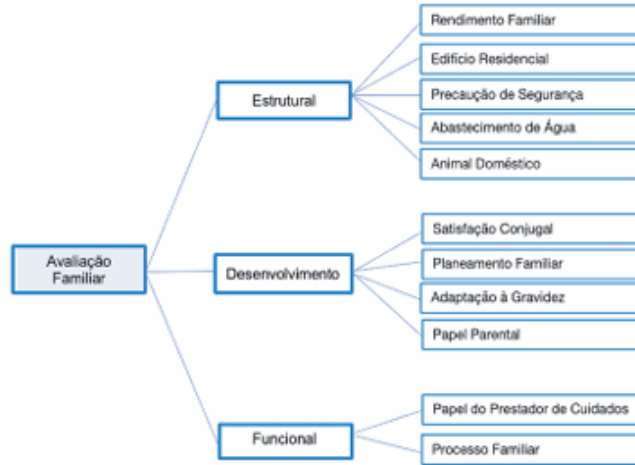 Avaliação
Familiar
Estrutural
Rendimento Familiar
Edifício Residencial
Precaução de Segurança
Abastecimento de Água
Animal Doméstico
Desenvolvimento
Satisfação Conjugal
Planeamento Familiar
Adaptação à Gravidez
Papel Parental
Funcional
Papel do Prestador de Cuidados
Processo Familiar